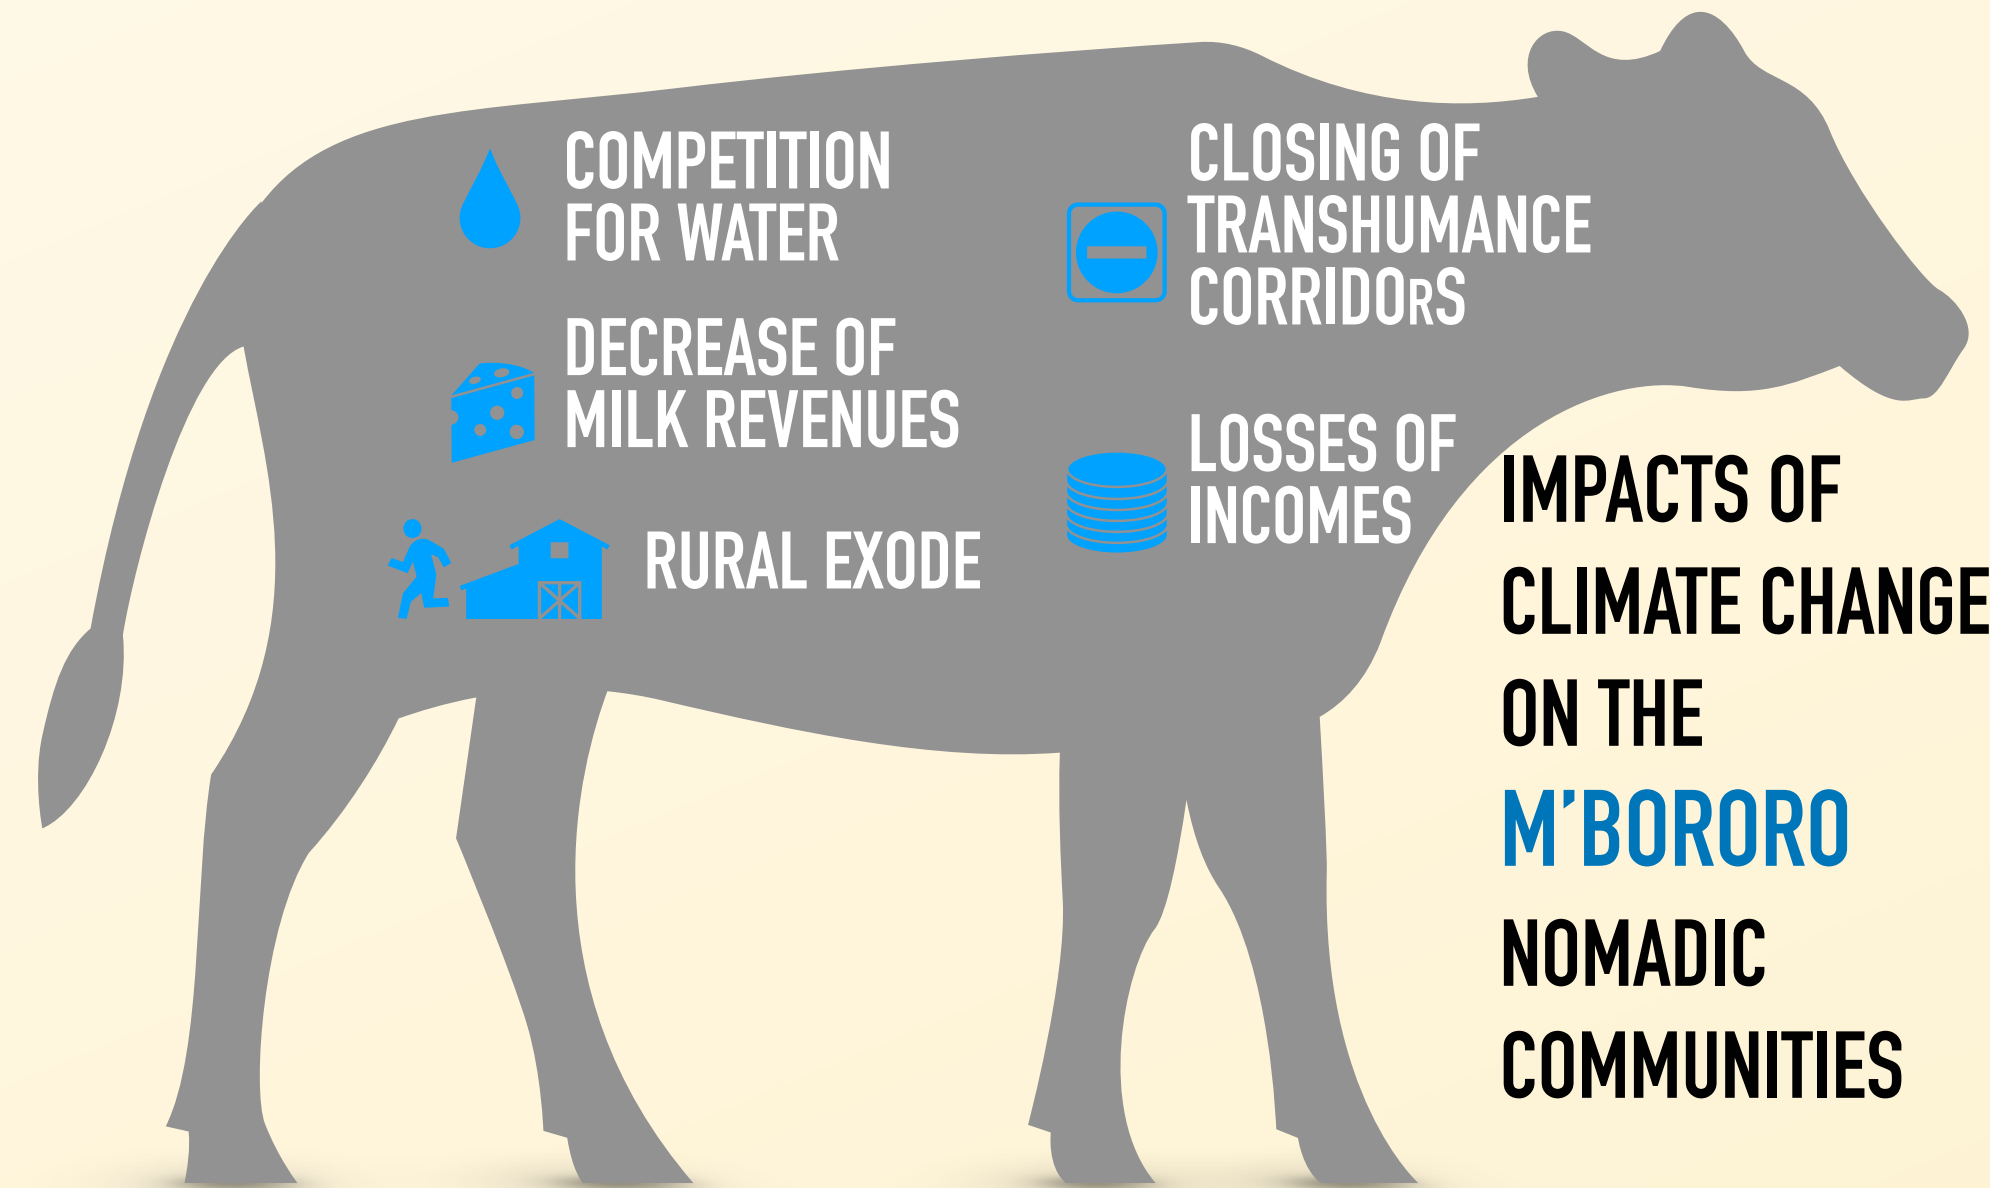 COMPETITION
FOR WATER
DECREASE OF
MILK REVENUES
RURAL EXODE
CLOSING OF
TRANSHUMANCE
CORRIDOrS
LOSSES OF
INCOMES
IMPACTS OF
CLIMATE CHANGE
ON THE
M'BORORO
NOMADIC
COMMUNITIES